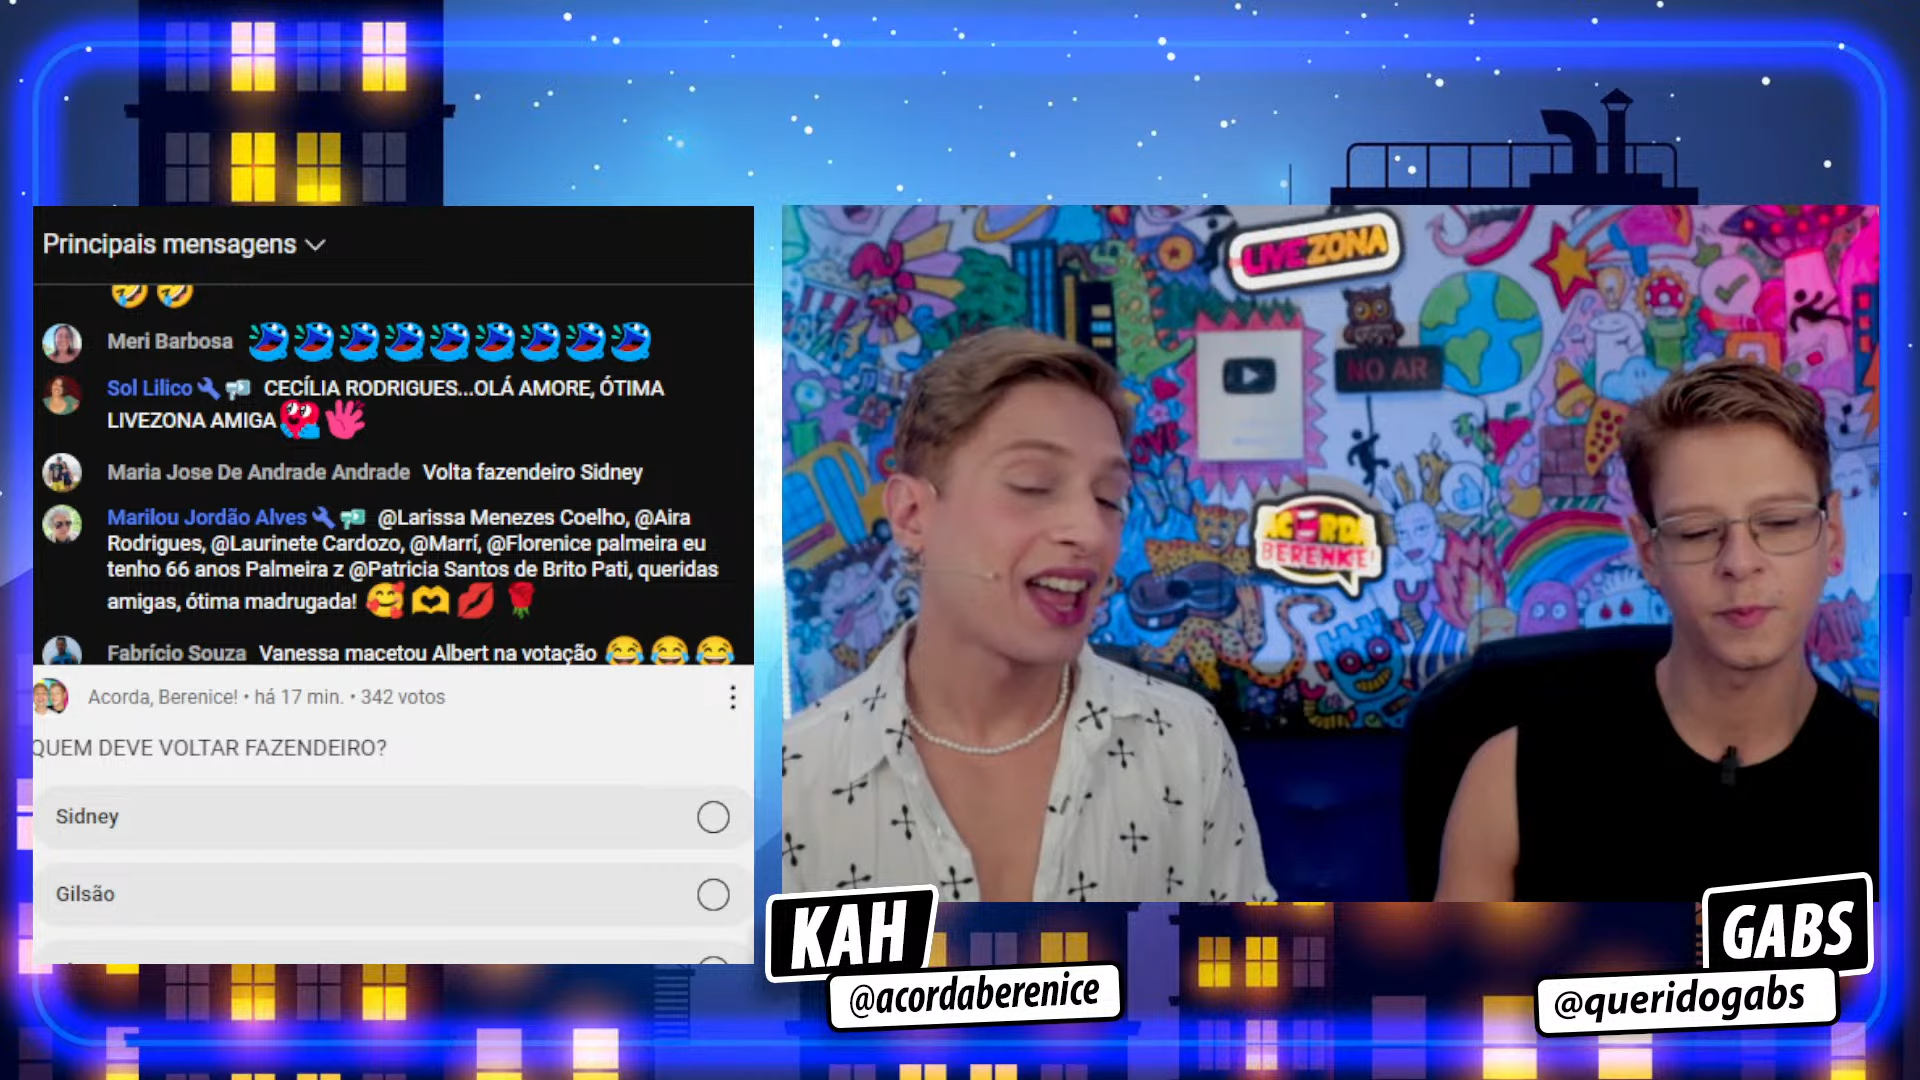 Principais mensagens
Meri Barbosa
Sol Lilico CECÍLIA RODRIGUES...OLÁ AMORE, ÓTIMA
LIVEZONA AMIGA
Maria Jose De Andrade Andrade Volta fazendeiro Sidney
Marilou Jordão Alves @Larissa Menezes Coelho, @Aira
Rodrigues, @Laurinete Cardozo, @Marrí, @Florenice palmeira eu
tenho 66 anos Palmeira z @Patricia Santos de Brito Pati, queridas
amigas, ótima madrugada!
Fabrício Souza Vanessa macetou Albert na votação
Acorda, Berenice! • há 17 min. • 342 votos
QUEM DEVE VOLTAR FAZENDEIRO?
Sidney
Gilsão
LIVEZONA
NO AR
LOVE
ACORDA
BERENICE!
KAH
@acordaberenice
GABS
@queridogabs